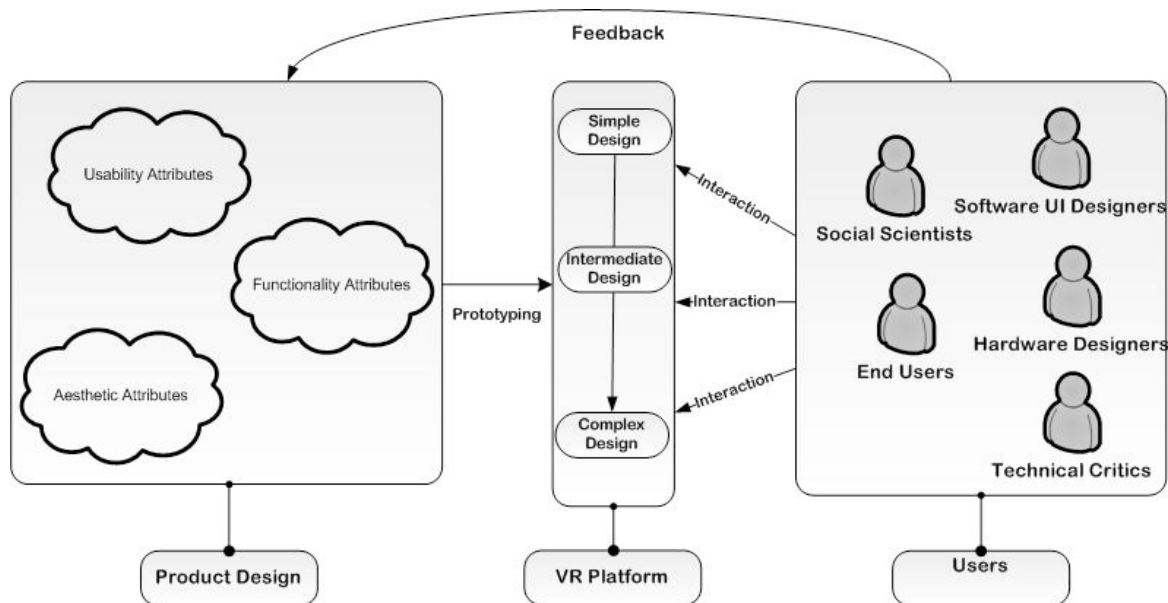 Feedback
Usability Attributes
Functionality Attributes
Aesthetic Attributes
Prototyping
Simple
Design
Intermediate
Design
Complex
Design
Interaction
Interaction
Interaction
Social Scientists
Software UI Designers
End Users
Hardware Designers
Technical Critics
Product Design
VR Platform
Users